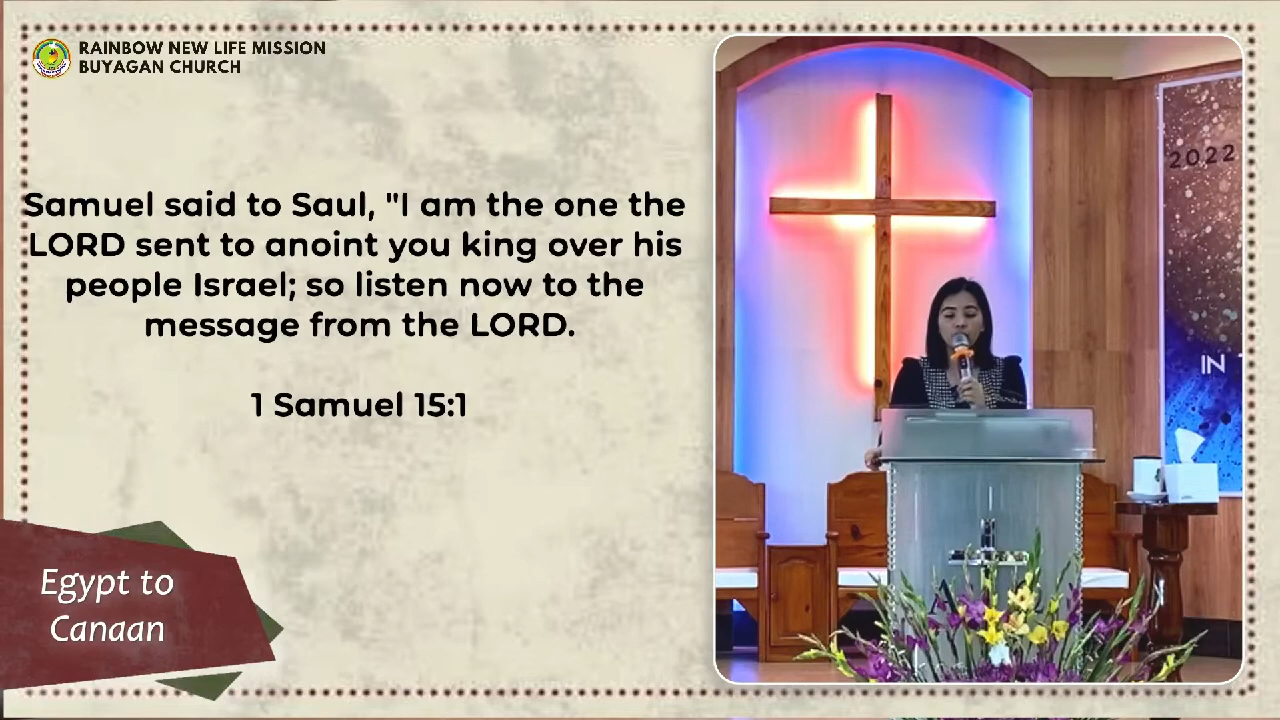 RAINBOW NEW LIFE MISSION
BUYAGAN CHURCH
Samuel said to Saul, "I am the one the
LORD sent to anoint you king over his
people Israel; so listen now to the
message from the LORD.
1 Samuel 15:1
Egypt to
Canaan
2022
IN